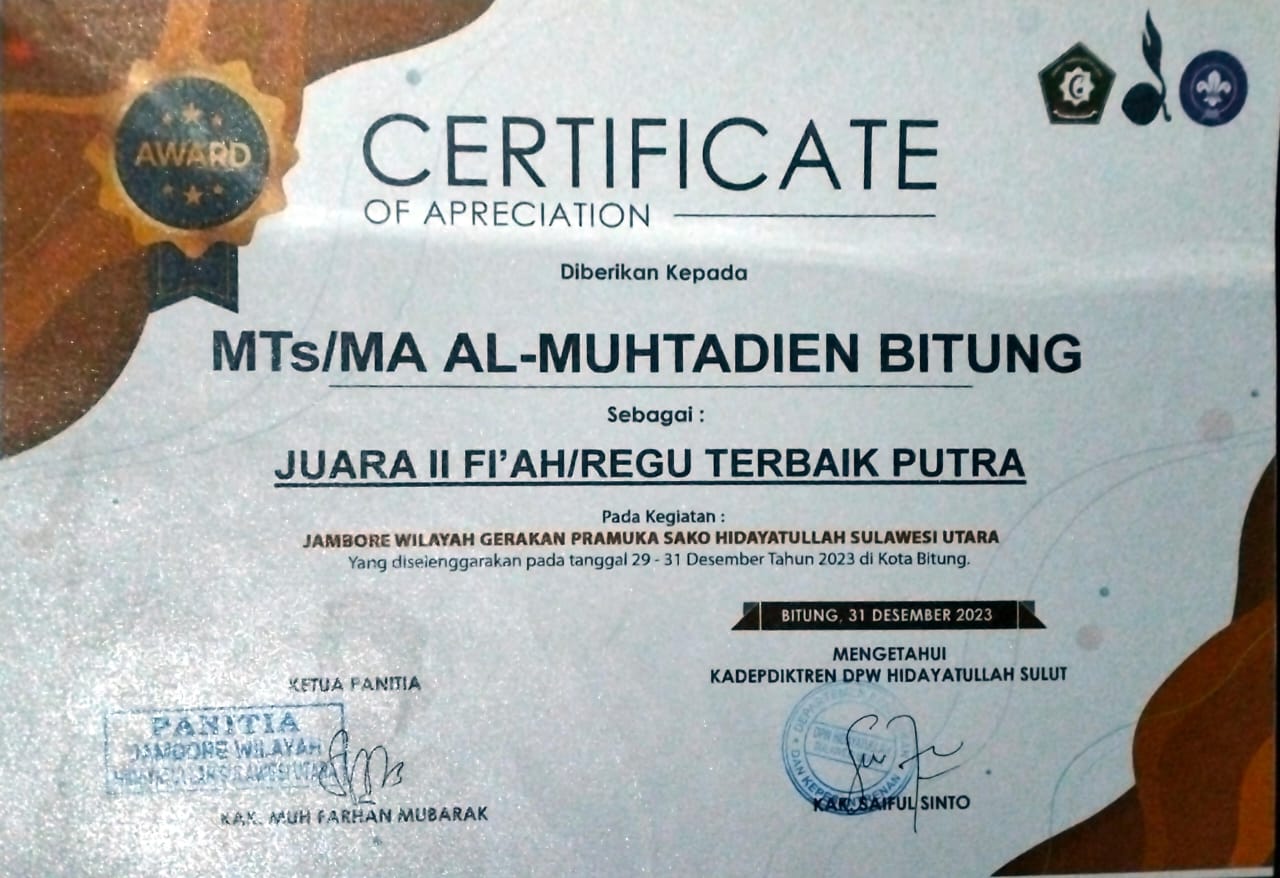 AWARD
CERTIFICATE
OF APRECIATION
Diberikan Kepada
MTs/MA AL-MUHTADIEN BITUNG
Sebagai :
JUARA II FI'AH/REGU TERBAIK PUTRA
Pada Kegiatan :
JAMBORE WILAYAH GERAKAN PRAMUKA SAKO HIDAYATULLAH SULAWESI UTARA
Yang diselenggarakan pada tanggal 29 - 31 Desember Tahun 2023 di Kota Bitung.
BITUNG, 31 DESEMBER 2023
MENGETAHUI
KADEPDIKTREN DPW HIDAYATULLAH SULUT
KETUA PANITIA
PANITIA
JAMBORE WILAYAH
KAK. MUH FARHAN MUBARAK
KAK. SAIFUL SINTO